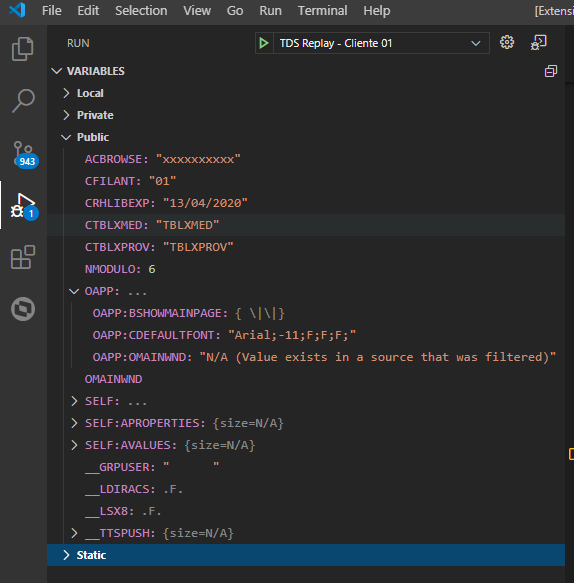 File Edit Selection View Go Run Terminal Help [Extensi
RUN TDS Replay - Cliente 01
VARIABLES
Local
Private
Public
ACBROWSE: "xxxxxxxxxx"
CFILANT: "01"
CRHLIBEXP: "13/04/2020"
CTBLXMED: "TBLXMED"
CTBLXPROV: "TBLXPROV"
NMODULO: 6
OAPP: ...
OAPP:BSHOWMAINPAGE: { \|\|}
OAPP:CDEFAULTFONT: "Arial;-11;F;F;F;"
OAPP:OMAINWND: "N/A (Value exists in a source that was filtered)"
OMAINWND
SELF: ...
SELF:APROPERTIES: {size=N/A}
SELF:AVALUES: {size=N/A}
__GRPUSER: "      "
__LDIRACS: .F.
__LSX8: .F.
__TTSPUSH: {size=N/A}
Static
943
1